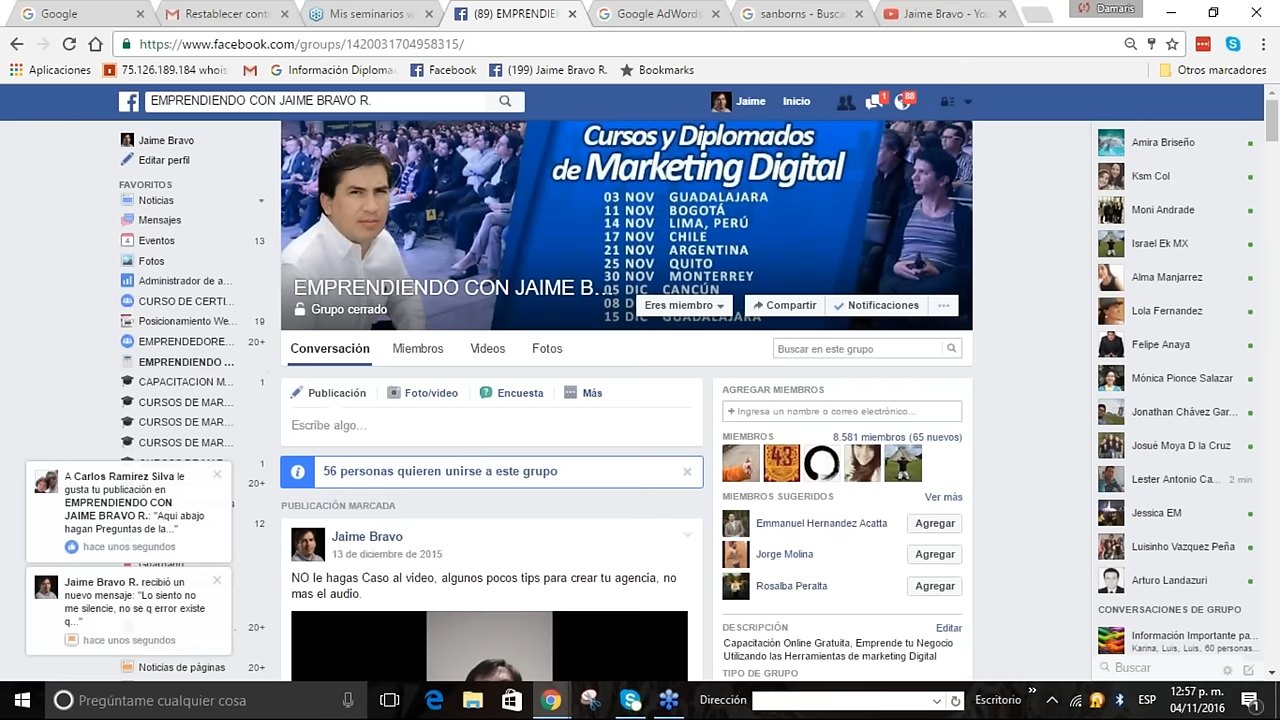 Google
Restablecer cont
Mis seminarios w
(89) EMPRENDIE
Google AdWords
sanborns - Busca
Jaime Bravo - Yo
Damaris
https://www.facebook.com/groups/1420031704958315/
Aplicaciones
75.126.189.184 whois
Información Diploma
Facebook
(199) Jaime Bravo R.
Bookmarks
Otros marcadores
EMPRENDIENDO CON JAIME BRAVO R.
Jaime
Inicio
1
88
Jaime Bravo
Editar perfil
FAVORITOS
Noticias
Mensajes
Eventos 13
Fotos
Administrador de a...
CURSO DE CERTI...
Posicionamiento We... 19
EMPRENDEDORE... 20+
EMPRENDIENDO ...
CAPACITACION M... 1
CURSOS DE MAR...
CURSOS DE MAR...
CURSOS DE MAR...
1
20+
12
A Carlos Ramirez Silva le
gusta tu publicación en
EMPRENDIENDO CON
JAIME BRAVO R.: "Aqui abajo
hagan Preguntas de la..."
hace unos segundos
Jaime Bravo R. recibió un
nuevo mensaje: "Lo siento no
me silencie, no se q error existe
q..."
hace unos segundos
20+
Noticias de páginas 20+
Cursos y Diplomados
de Marketing Digital
03 NOV GUADALAJARA
11 NOV BOGOTÁ
14 NOV LIMA, PERÚ
17 NOV CHILE
21 NOV ARGENTINA
25 NOV QUITO
30 NOV MONTERREY
05 DIC CANCÚN
08 D
15 DIC GUADALAJARA
EMPRENDIENDO CON JAIME B...
Grupo cerrado
Eres miembro
Compartir
Notificaciones
Conversación
Miembros
Videos
Fotos
Buscar en este grupo
Publicación
Foto/video
Encuesta
Más
Escribe algo...
56 personas quieren unirse a este grupo
PUBLICACIÓN MARCADA
Jaime Bravo
13 de diciembre de 2015
NO le hagas Caso al video, algunos pocos tips para crear tu agencia, no
mas el audio.
AGREGAR MIEMBROS
+ Ingresa un nombre o correo electrónico...
MIEMBROS 8.581 miembros (65 nuevos)
MIEMBROS SUGERIDOS Ver más
Emmanuel Hernandez Acatta Agregar
Jorge Molina Agregar
Rosalba Peralta Agregar
DESCRIPCIÓN Editar
Capacitación Online Gratuita, Emprende tu Negocio
Utilizando las Herramientas de marketing Digital
TIPO DE GRUPO
Amira Briseño
Ksm Col
Moni Andrade
Israel Ek MX
Alma Manjarrez
Lola Fernandez
Felipe Anaya
Mónica Pionce Salazar
Jonathan Chávez Gar...
Josué Moya D la Cruz
Lester Antonio Ca... 2 min
Jessica EM
Luisinho Vazquez Peña
Arturo Landazuri
CONVERSACIONES DE GRUPO
Información Importante pa...
Karina, Luis, Luis, 60 personas...
Buscar
Pregúntame cualquier cosa
Dirección
Escritorio
ESP
12:57 p. m.
04/11/2016